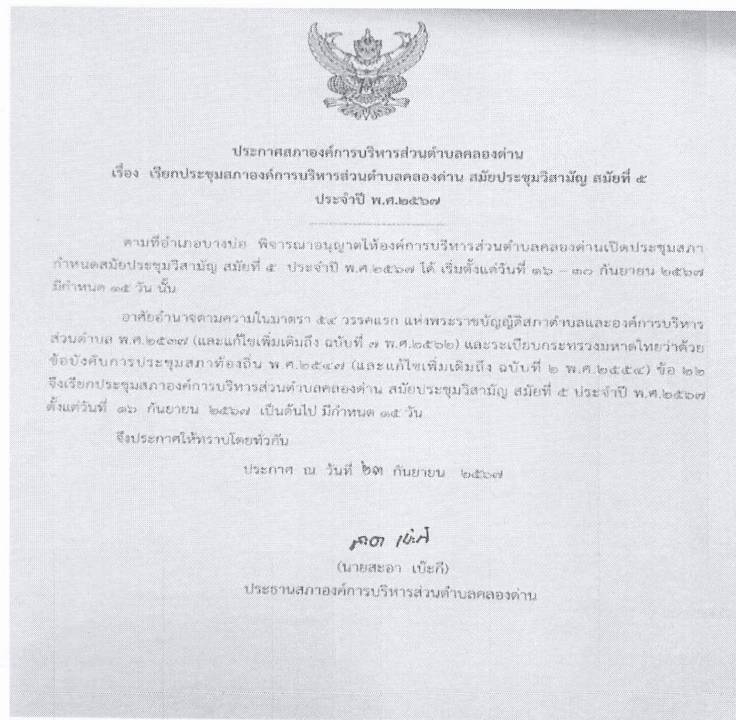 ประกาศสภาองค์การบริหารส่วนตำบลคลองด่าน
เรื่อง เรียกประชุมสภาองค์การบริหารส่วนตำบลคลองด่าน สมัยประชุมวิสามัญ สมัยที่ ๕
ประจำปี พ.ศ.๒๕๖๗
ตามที่อำเภอบางบ่อ พิจารณาอนุญาตให้องค์การบริหารส่วนตำบลคลองด่านเปิดประชุมสภา
กำหนดสมัยประชุมวิสามัญ สมัยที่ ๕ ประจำปี พ.ศ.๒๕๖๗ ได้ เริ่มตั้งแต่วันที่ ๑๖ – ๓๐ กันยายน ๒๕๖๗
มีกำหนด ๑๕ วัน นั้น
อาศัยอำนาจตามความในมาตรา ๕๔ วรรคแรก แห่งพระราชบัญญัติสภาตำบลและองค์การบริหาร
ส่วนตำบล พ.ศ.๒๕๓๗ (และแก้ไขเพิ่มเติมถึง ฉบับที่ ๗ พ.ศ.๒๕๖๒) และระเบียบกระทรวงมหาดไทยว่าด้วย
ข้อบังคับการประชุมสภาท้องถิ่น พ.ศ.๒๕๔๗ (และแก้ไขเพิ่มเติมถึง ฉบับที่ ๒ พ.ศ.๒๕๕๔) ข้อ ๒๒
จึงเรียกประชุมสภาองค์การบริหารส่วนตำบลคลองด่าน สมัยประชุมวิสามัญ สมัยที่ ๕ ประจำปี พ.ศ.๒๕๖๗
ตั้งแต่วันที่ ๑๖ กันยายน ๒๕๖๗ เป็นต้นไป มีกำหนด ๑๕ วัน
จึงประกาศให้ทราบโดยทั่วกัน
ประกาศ ณ วันที่ ๒๓ กันยายน ๒๕๖๗
(นายสะอา เบ๊ะกี)
ประธานสภาองค์การบริหารส่วนตำบลคลองด่าน